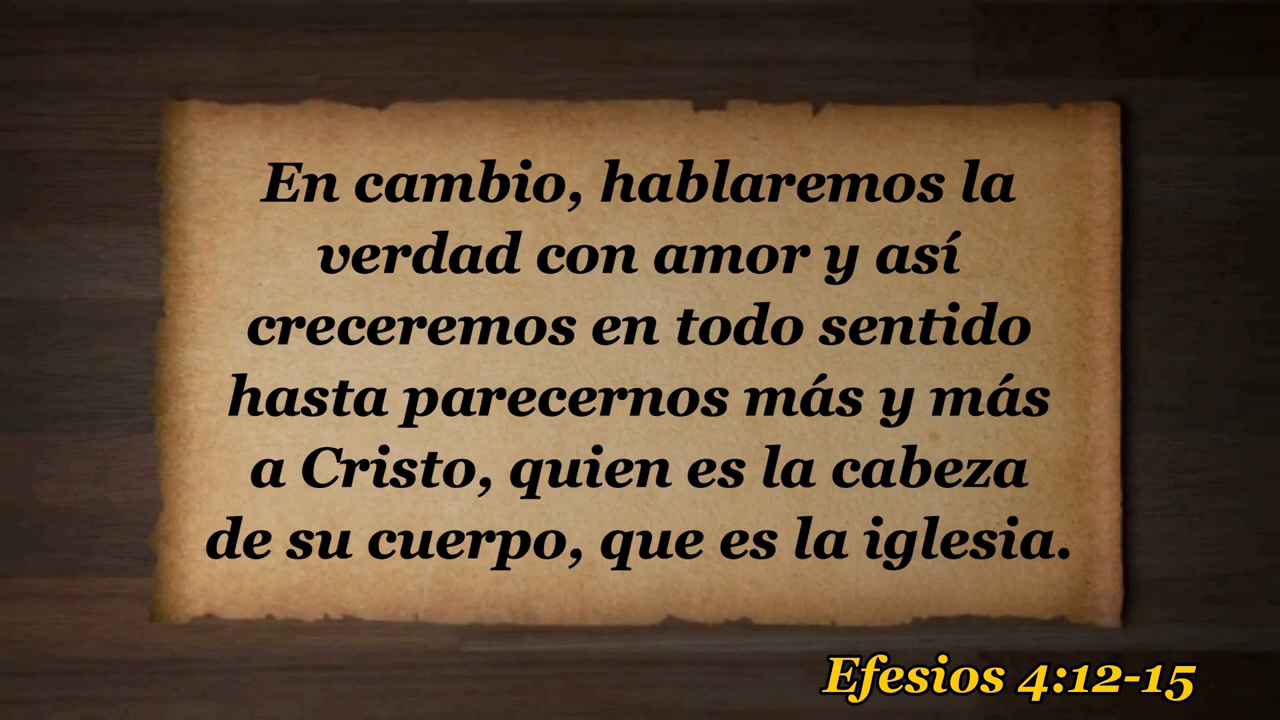 En cambio, hablaremos la
verdad con amor y así
creceremos en todo sentido
hasta parecernos más y más
a Cristo, quien es la cabeza
de su cuerpo, que es la iglesia.
Efesios 4:12-15